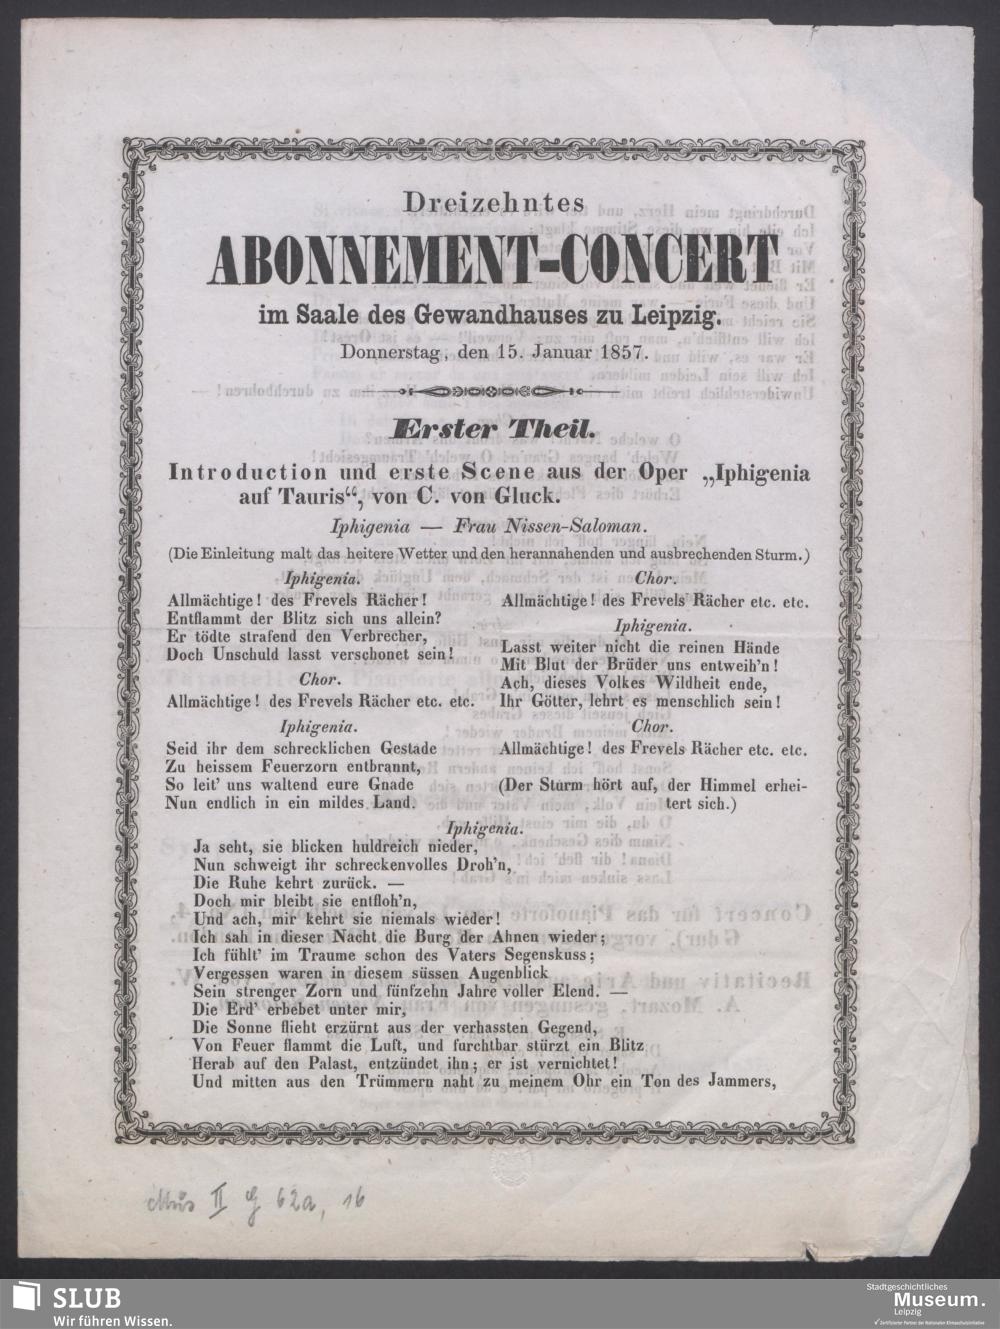 Dreizehntes
ABONNEMENT-CONCERT
im Saale des Gewandhauses zu Leipzig.
Donnerstag, den 15. Januar 1857.
Erster Theil.
Introduction und erste Scene aus der Oper „Iphigenia
auf Tauris“, von C. von Gluck.
Iphigenia — Frau Nissen-Saloman.
(Die Einleitung malt das heitere Wetter und den herannahenden und ausbrechenden Sturm.)
Iphigenia.
Allmächtige! des Frevels Rächer!
Entflammt der Blitz sich uns allein?
Er tödte strafend den Verbrecher,
Doch Unschuld lasst verschonet sein!
Chor.
Allmächtige! des Frevels Rächer etc. etc.
Iphigenia.
Seid ihr dem schrecklichen Gestade
Zu heissem Feuerzorn entbrannt,
So leit' uns waltend eure Gnade
Nun endlich in ein mildes Land.
Chor.
Allmächtige! des Frevels Rächer etc. etc.
Iphigenia.
Lasst weiter nicht die reinen Hände
Mit Blut der Brüder uns entweih'n!
Ach, dieses Volkes Wildheit ende,
Ihr Götter, lehrt es menschlich sein!
Chor.
Allmächtige! des Frevels Rächer etc. etc.
(Der Sturm hört auf, der Himmel erhei-
tert sich.)
Iphigenia.
Ja seht, sie blicken huldreich nieder,
Nun schweigt ihr schreckenvolles Droh'n,
Die Ruhe kehrt zurück. —
Doch mir bleibt sie entfloh'n,
Und ach, mir kehrt sie niemals wieder!
Ich sah in dieser Nacht die Burg der Ahnen wieder;
Ich fühlt' im Traume schon des Vaters Segenskuss;
Vergessen waren in diesem süssen Augenblick
Sein strenger Zorn und fünfzehn Jahre voller Elend. —
Die Erd' erbebet unter mir,
Die Sonne flieht erzürnt aus der verhassten Gegend,
Von Feuer flammt die Luft, und furchtbar stürzt ein Blitz
Herab auf den Palast, entzündet ihn; er ist vernichtet!
Und mitten aus den Trümmern naht zu meinem Ohr ein Ton des Jammers,
Mus II G 62a, 16
SLUB
Wir führen Wissen.
Stadtgeschichtliches
Museum.
Leipzig
Zertifizierter Partner der Nationalen Klimaschutzinitiative